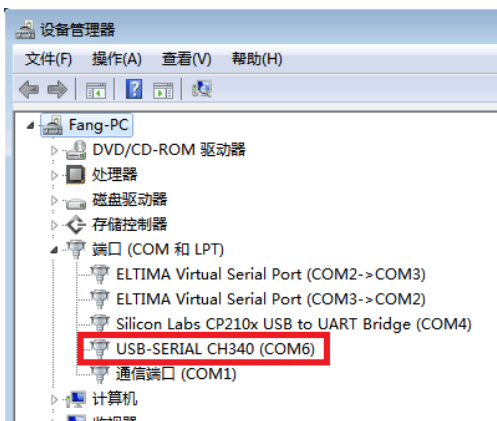 设备管理器
文件(F) 操作(A) 查看(V) 帮助(H)
Fang-PC
DVD/CD-ROM 驱动器
处理器
磁盘驱动器
存储控制器
端口 (COM 和 LPT)
ELTIMA Virtual Serial Port (COM2->COM3)
ELTIMA Virtual Serial Port (COM3->COM2)
Silicon Labs CP210x USB to UART Bridge (COM4)
USB-SERIAL CH340 (COM6)
通信端口 (COM1)
计算机